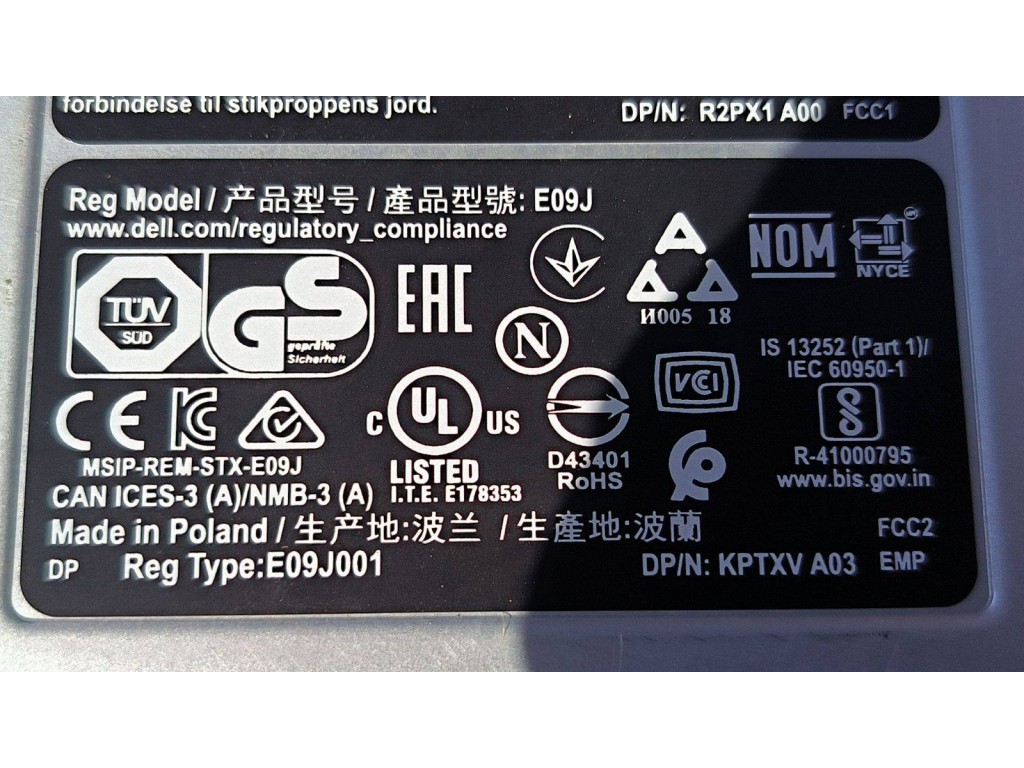 forbindelse til stikproppens jord.
DP/N: R2PX1 A00 FCC1
Reg Model / 产品型号 / 產品型號: E09J
www.dell.com/regulatory_compliance
TÜV
SÜD
GS
geprüfte
Sicherheit
EAC
N
И005 18
NOM
NYCE
VCI
IS 13252 (Part 1)/
IEC 60950-1
R-41000795
www.bis.gov.in
CE KC
MSIP-REM-STX-E09J
C UL US
LISTED
I.T.E. E178353
D43401
RoHS
CAN ICES-3 (A)/NMB-3 (A)
Made in Poland / 生产地:波兰 / 生產地:波蘭
FCC2
DP Reg Type:E09J001
DP/N: KPTXV A03 EMP